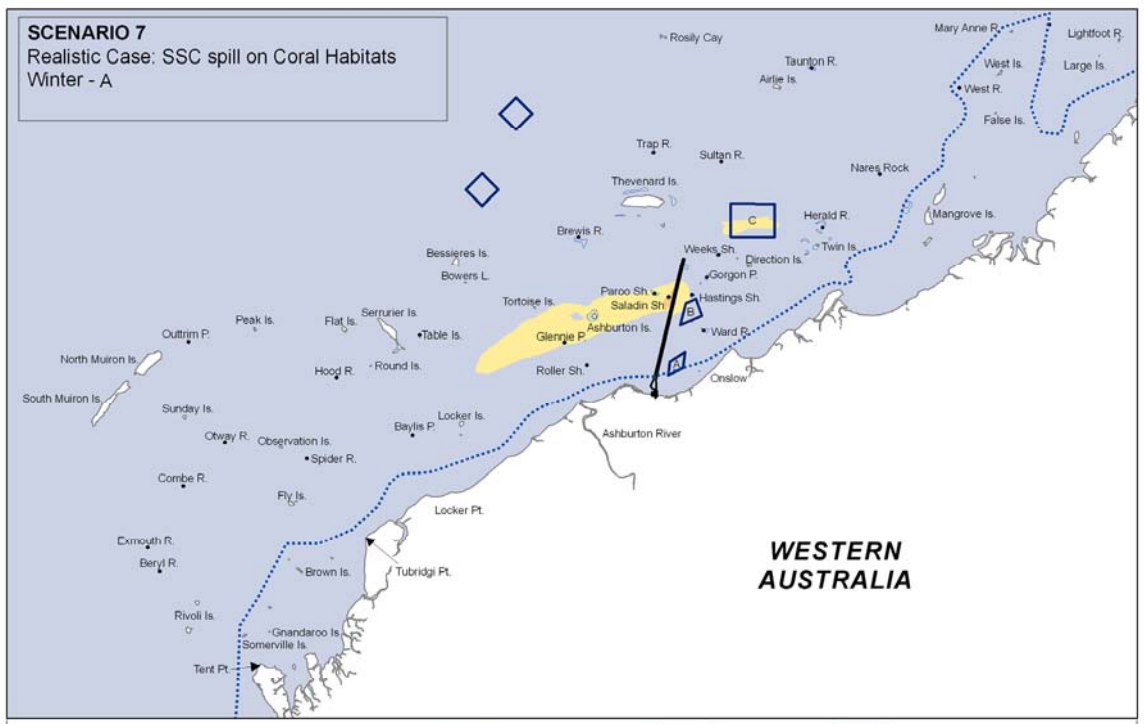 SCENARIO 7
Realistic Case: SSC spill on Coral Habitats
Winter - A
Mary Anne R.
Lightfoot R.
Rosily Cay
Taunton R.
West Is.
Large Is.
Airlie Is.
West R.
False Is.
Trap R.
Sultan R.
Nares Rock
Thevenard Is.
C
Herald R.
Mangrove Is.
Brewis R.
Weeks Sh.
Twin Is.
Bessieres Is.
Direction Is.
Bowers L.
Gorgon P.
Paroo Sh.
Hastings Sh.
Tortoise Is.
Saladin Sh.
Serrurier Is.
B
Peak Is.
Flat Is.
Ashburton Is.
Outtrim P.
Table Is.
Glennie P.
Ward R.
North Muiron Is.
Round Is.
A
Hood R.
Roller Sh.
Onslow
South Muiron Is.
Sunday Is.
Locker Is.
Baylis P.
Ashburton River
Otway R.
Observation Is.
Spider R.
Combe R.
Fly Is.
Locker Pt.
Exmouth R.
WESTERN
AUSTRALIA
Beryl R.
Brown Is.
Tubridgi Pt.
Rivoli Is.
Gnandaroo Is.
Somerville Is.
Tent Pt.